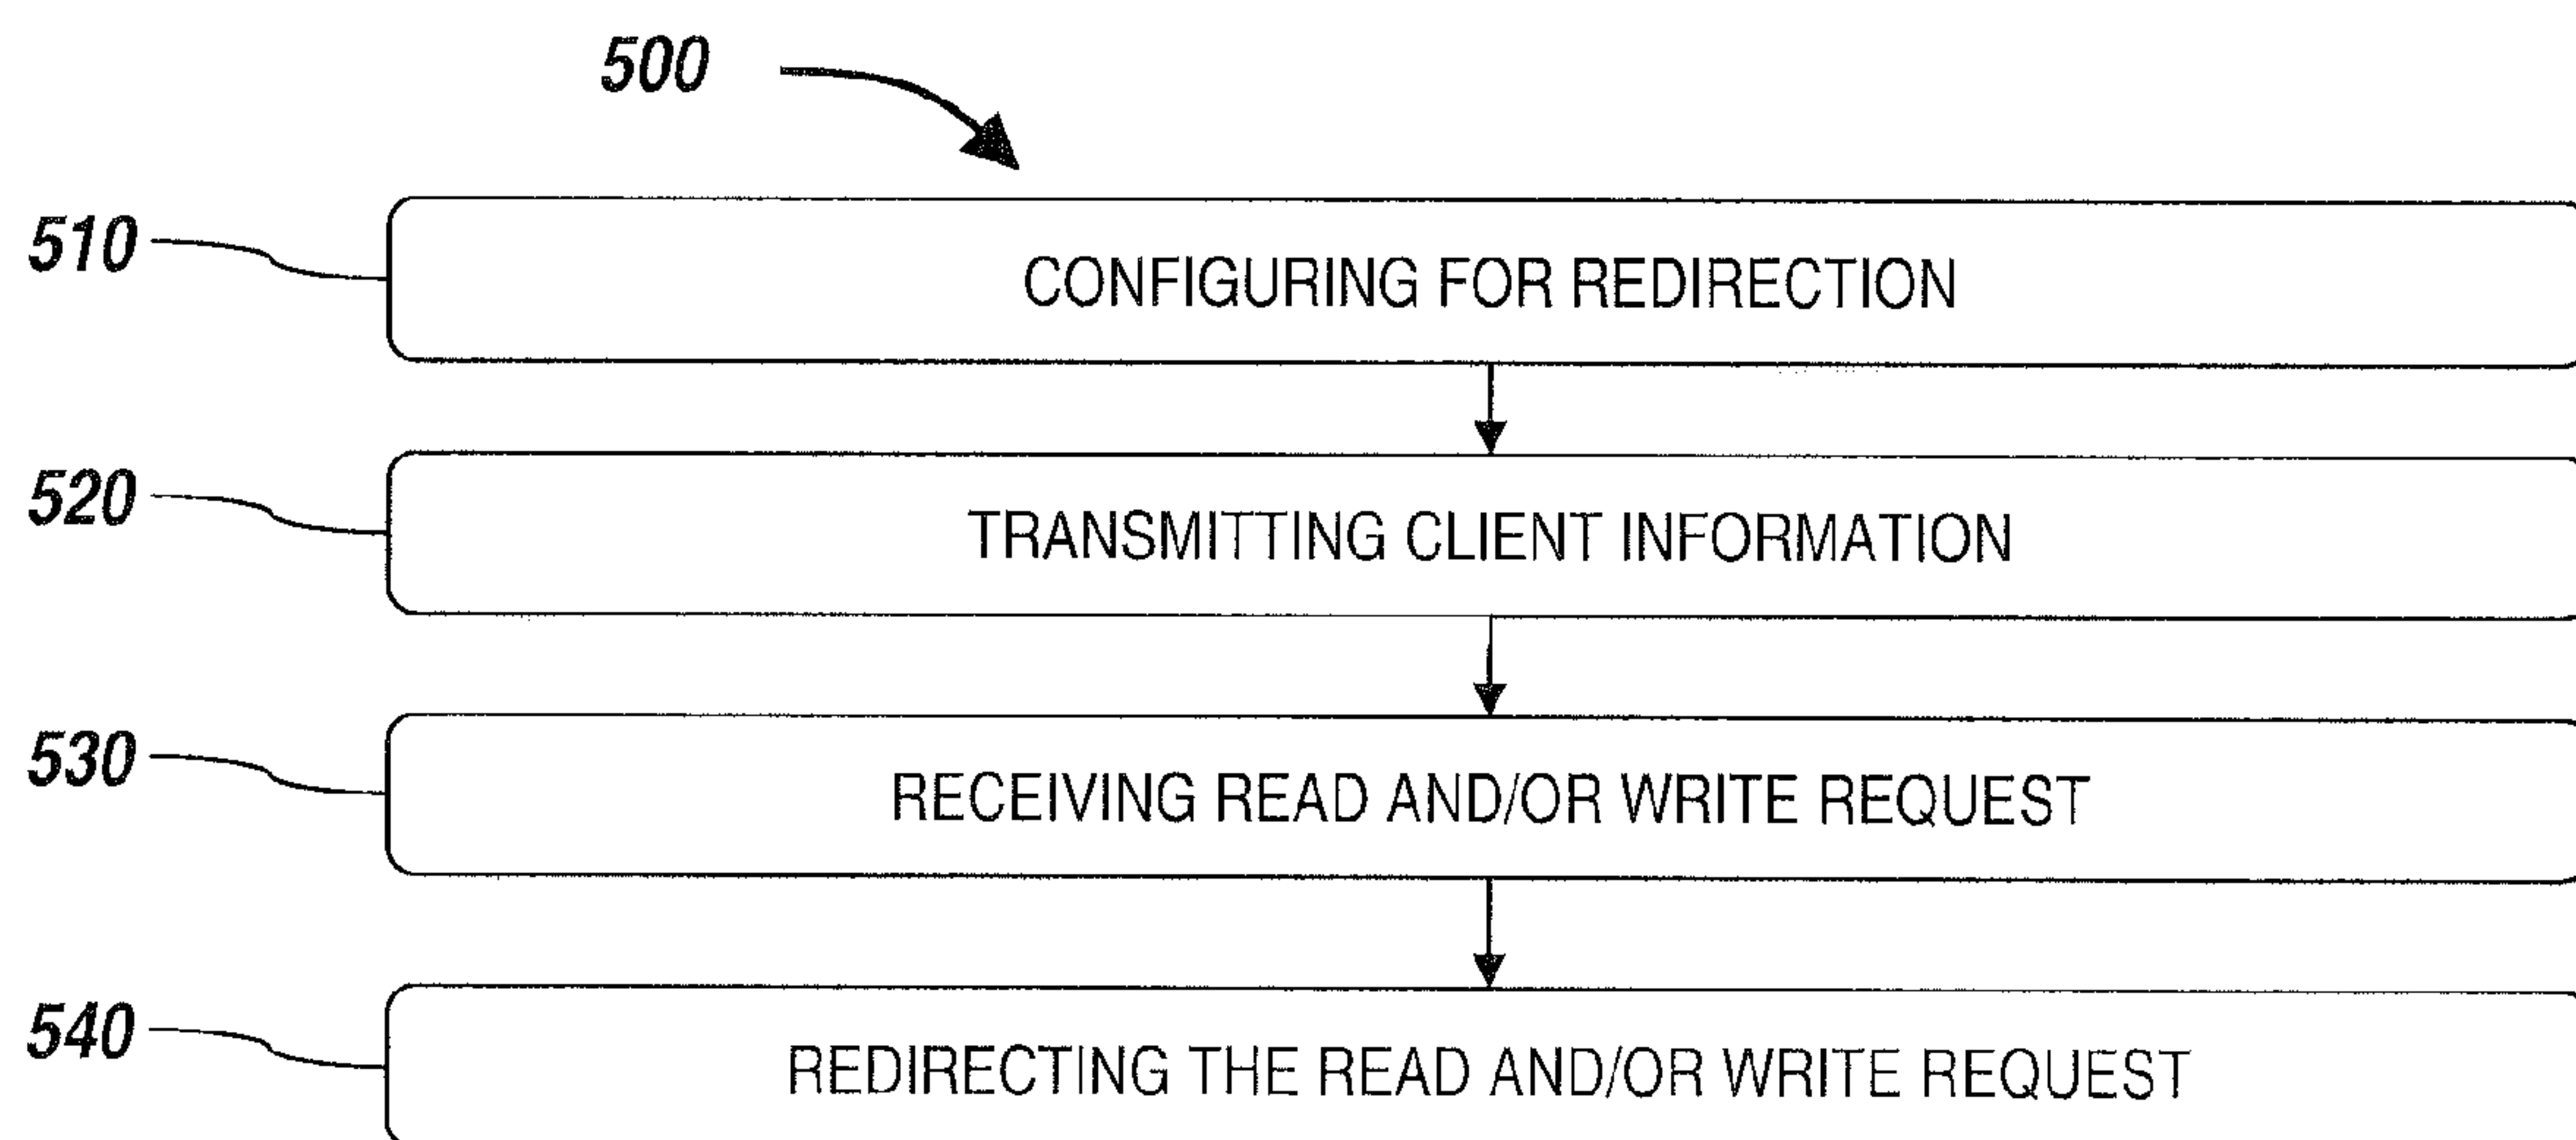 500
510
CONFIGURING FOR REDIRECTION
520
TRANSMITTING CLIENT INFORMATION
530
RECEIVING READ AND/OR WRITE REQUEST
540
REDIRECTING THE READ AND/OR WRITE REQUEST